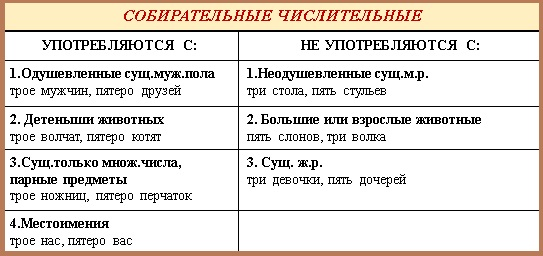 СОБИРАТЕЛЬНЫЕ ЧИСЛИТЕЛЬНЫЕ
УПОТРЕБЛЯЮТСЯ С:
НЕ УПОТРЕБЛЯЮТСЯ С:
1.Одушевленные сущ.муж.пола
трое мужчин, пятеро друзей
1.Неодушевленные сущ.м.р.
три стола, пять стульев
2. Детеныши животных
трое волчат, пятеро котят
2. Большие или взрослые животные
пять слонов, три волка
3.Сущ.только множ.числа,
парные предметы
трое ножниц, пятеро перчаток
3. Сущ. ж.р.
три девочки, пять дочерей
4.Местоимения
трое нас, пятеро вас